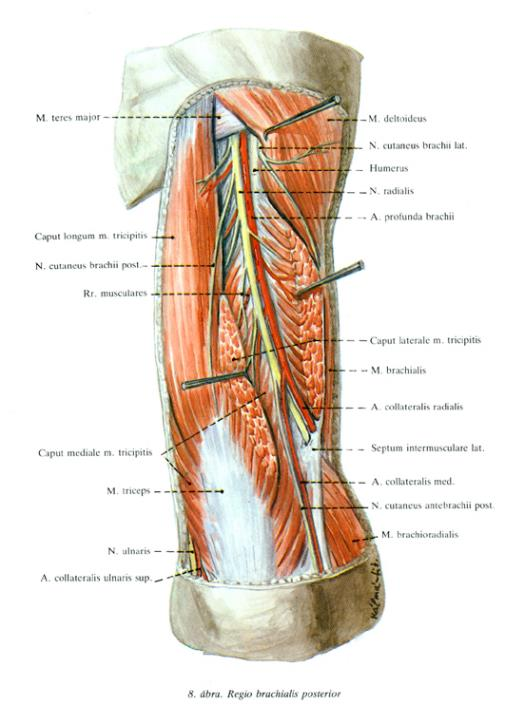 M. teres major
M. deltoideus
N. cutaneus brachii lat.
Humerus
N. radialis
A. profunda brachii
Caput longum m. tricipitis
N. cutaneus brachii post.
Rr. musculares
Caput laterale m. tricipitis
M. brachialis
A. collateralis radialis
Caput mediale m. tricipitis
Septum intermusculare lat.
M. triceps
A. collateralis med.
N. cutaneus antebrachii post.
M. brachioradialis
N. ulnaris
A. collateralis ulnaris sup.
8. ábra. Regio brachialis posterior